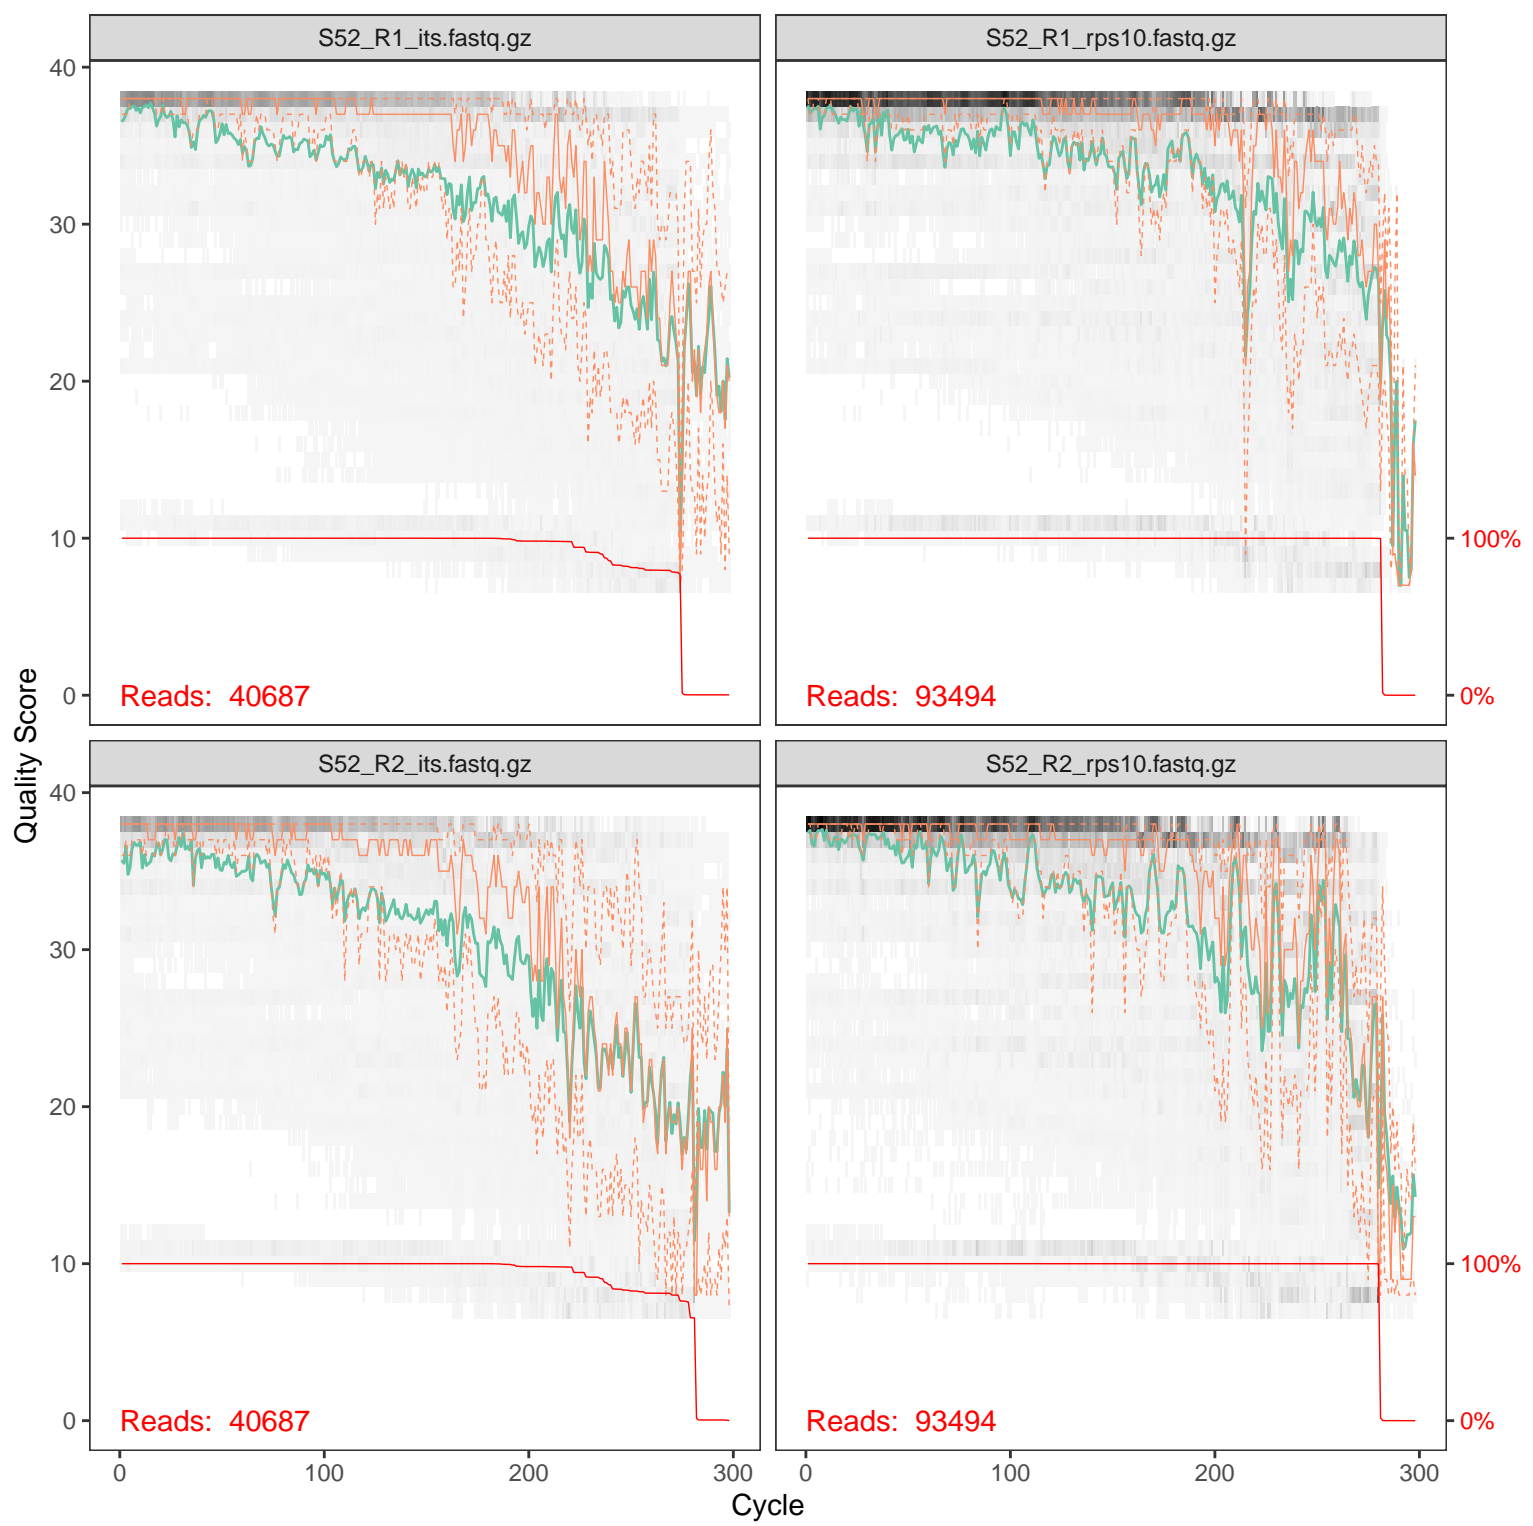 S52_R1_its.fastq.gz
S52_R1_rps10.fastq.gz
40
30
20
10
0
Reads: 40687
Reads: 93494
100%
0%
Quality Score
S52_R2_its.fastq.gz
S52_R2_rps10.fastq.gz
40
30
20
10
0
Reads: 40687
Reads: 93494
100%
0%
0 100 200 300
0 100 200 300
Cycle